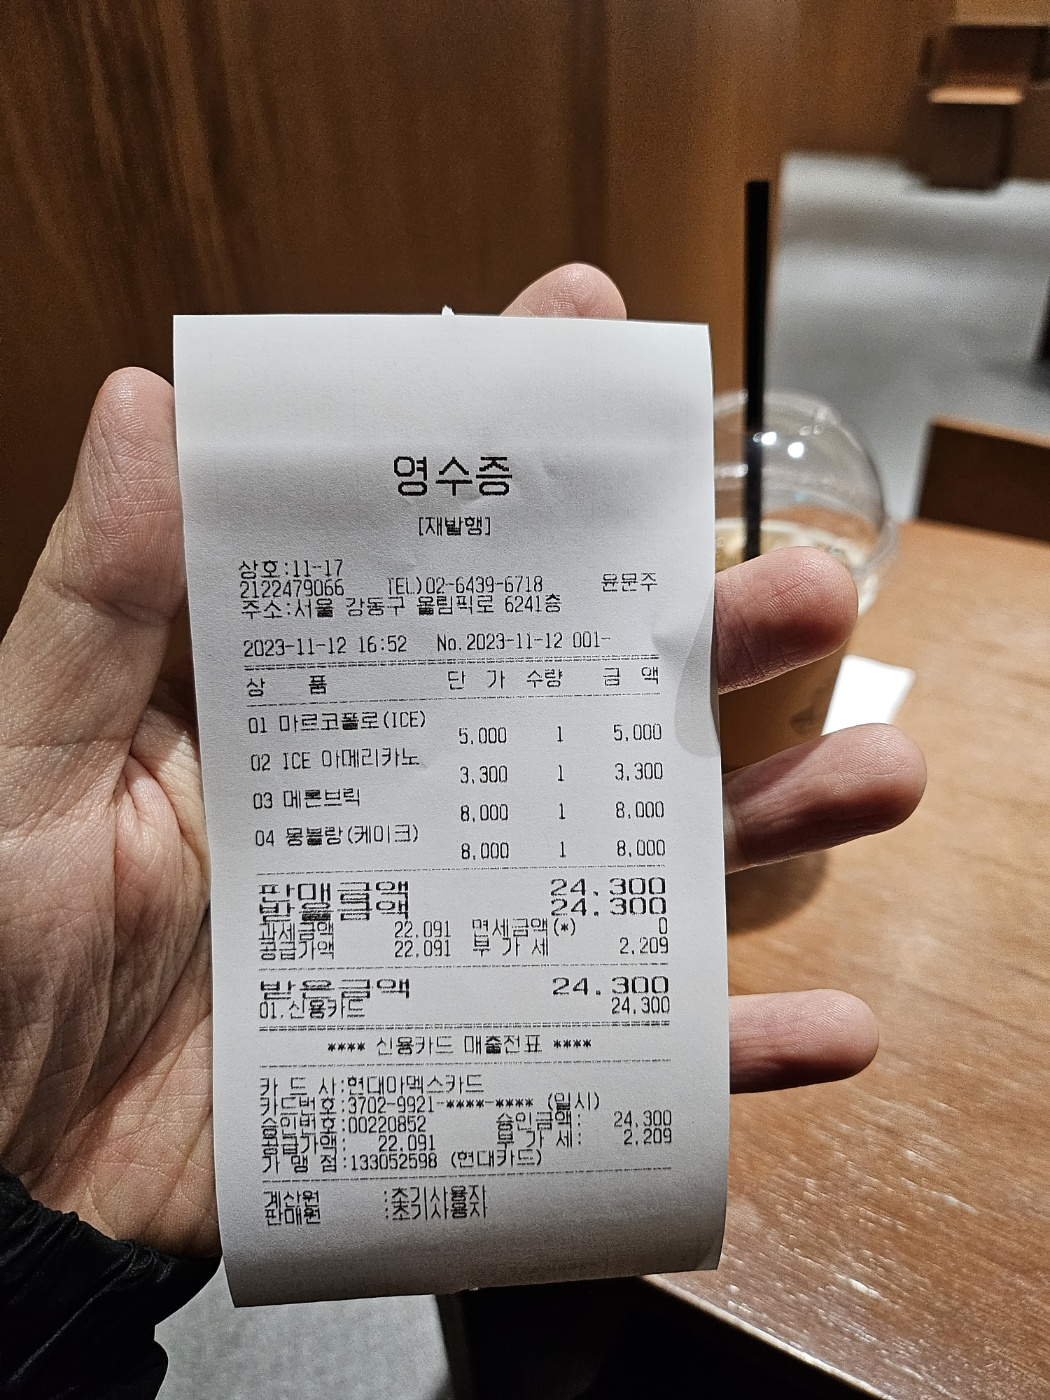 영수증
[재발행]
상호:11-17
2122479066 TEL)02-6439-6718 윤문주
주소:서울 강동구 올림픽로 6241층
2023-11-12 16:52 No.2023-11-12 001-
상 품 단 가 수량 금 액
01 마르코폴로(ICE)
5,000 1 5,000
02 ICE 아메리카노
3,300 1 3,300
03 메론브릭
8,000 1 8,000
04 몽블랑(케이크)
8,000 1 8,000
판매금액 24,300
받을금액 24,300
과세금액 22,091 면세금액(*) 0
공급가액 22,091 부 가 세 2,209
받은금액 24,300
01.신용카드 24,300
**** 신용카드 매출전표 ****
카 드 사:현대아멕스카드
카드번호:3702-9921-****-**** (일시)
승인번호:00220852 승인금액: 24,300
공급가액: 22,091 부 가 세: 2,209
가 맹 점:133052598 (현대카드)
계산원 :초기사용자
판매원 :초기사용자